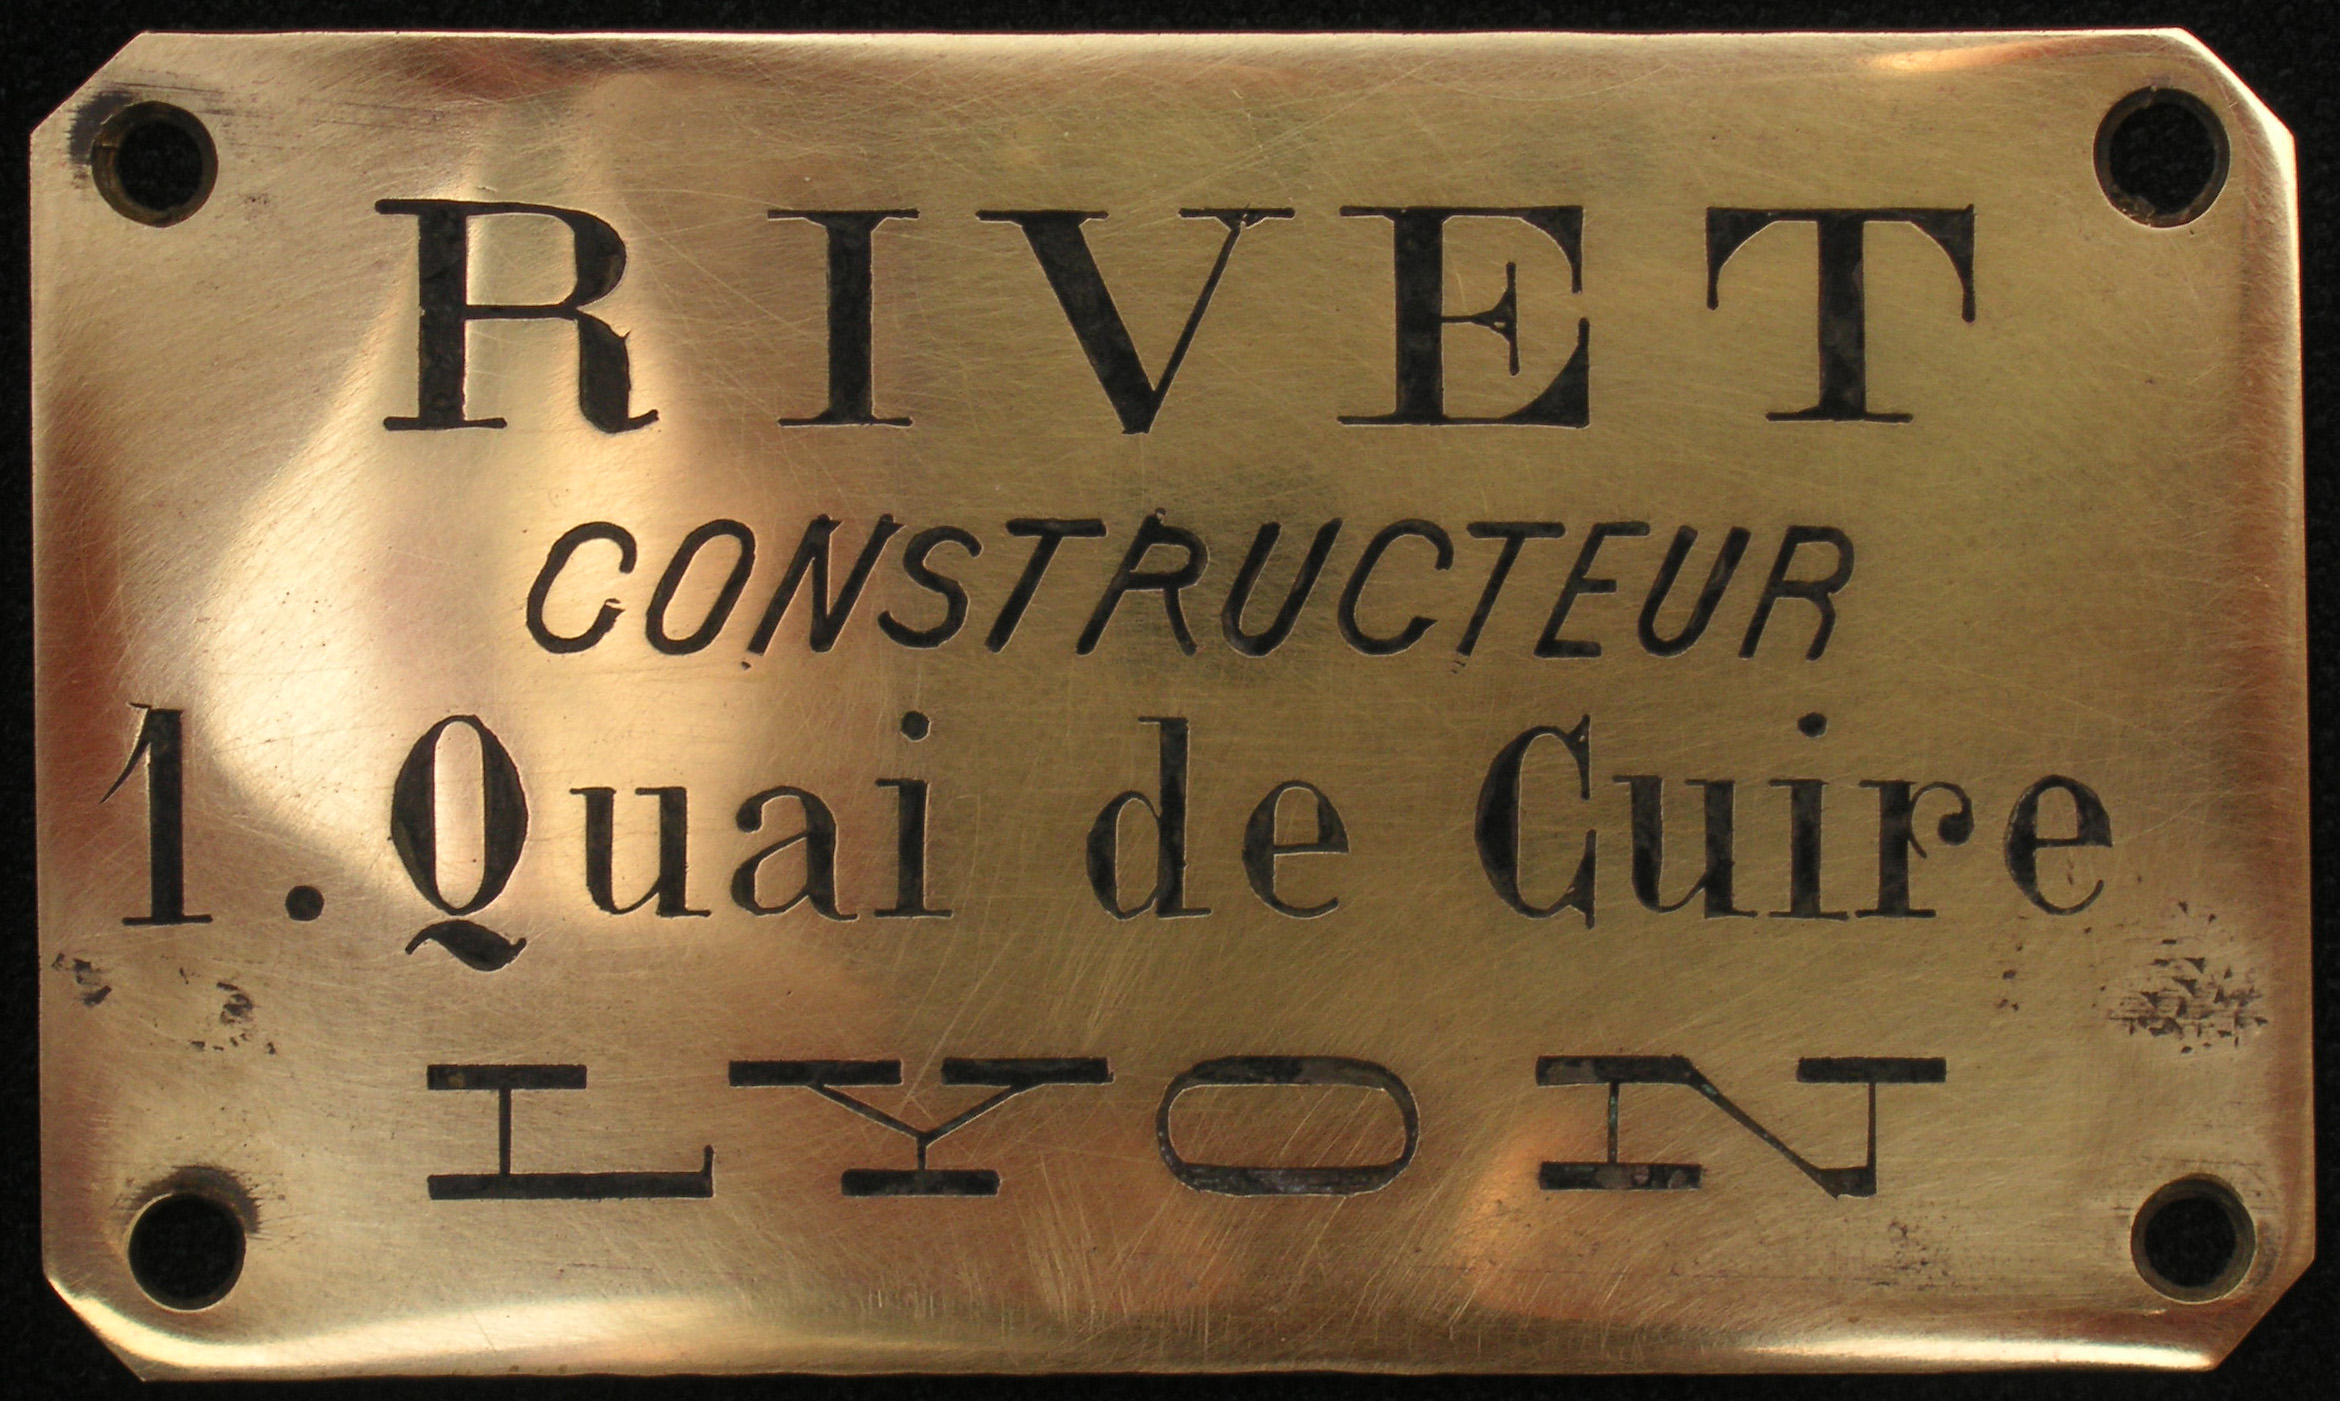 RIVET
CONSTRUCTEUR
1. Quai de Cuire
LYON